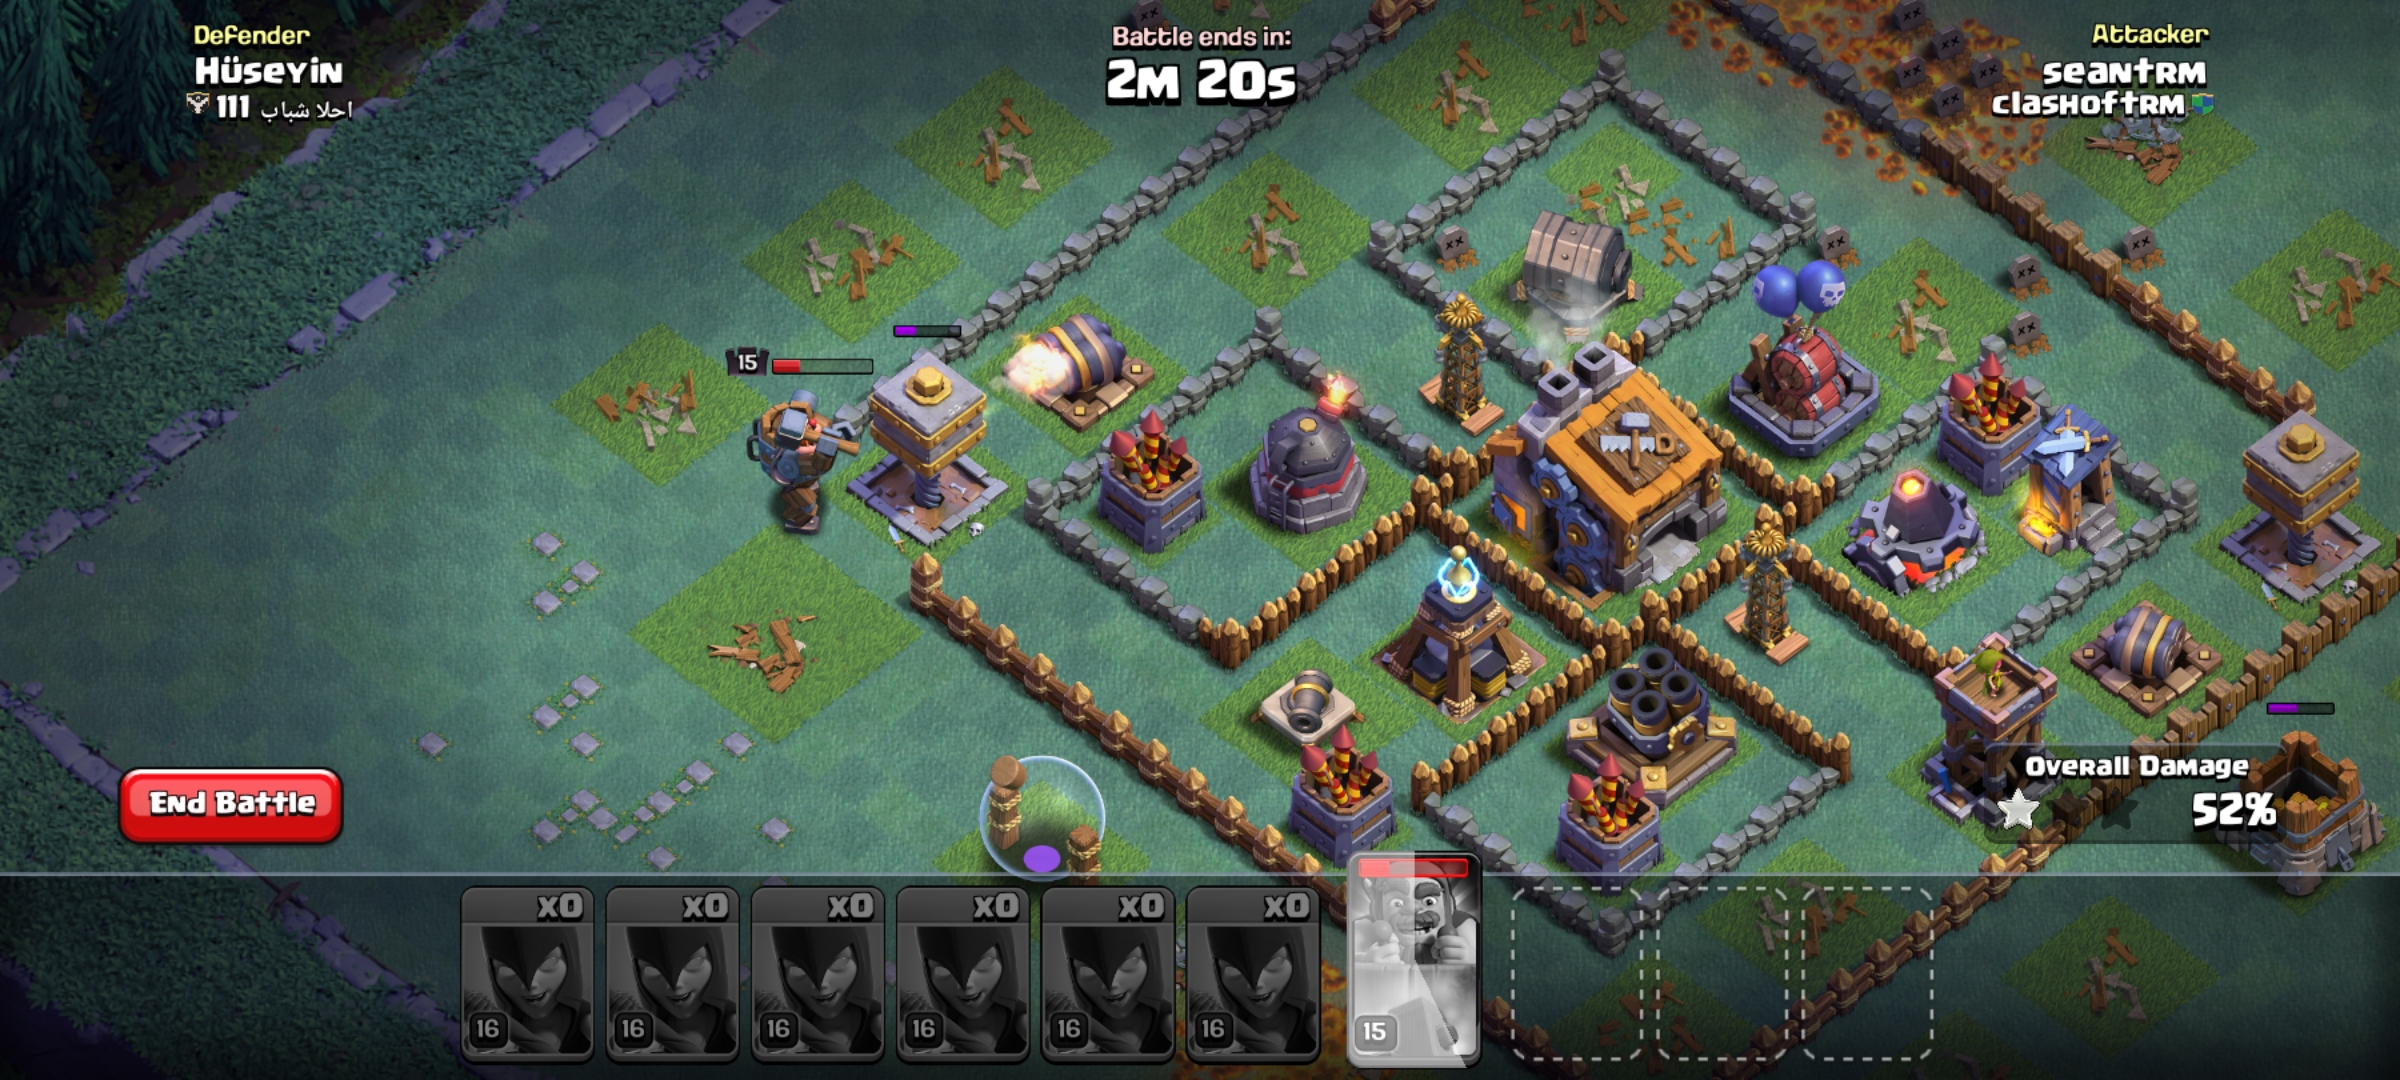 Defender
Hüseyin
111 احلا شباب
Battle ends in:
2M 20s
Attacker
seantRM
clashoftRM
15
End Battle
Overall Damage
52%
x0
x0
x0
x0
x0
x0
16
16
16
16
16
16
15